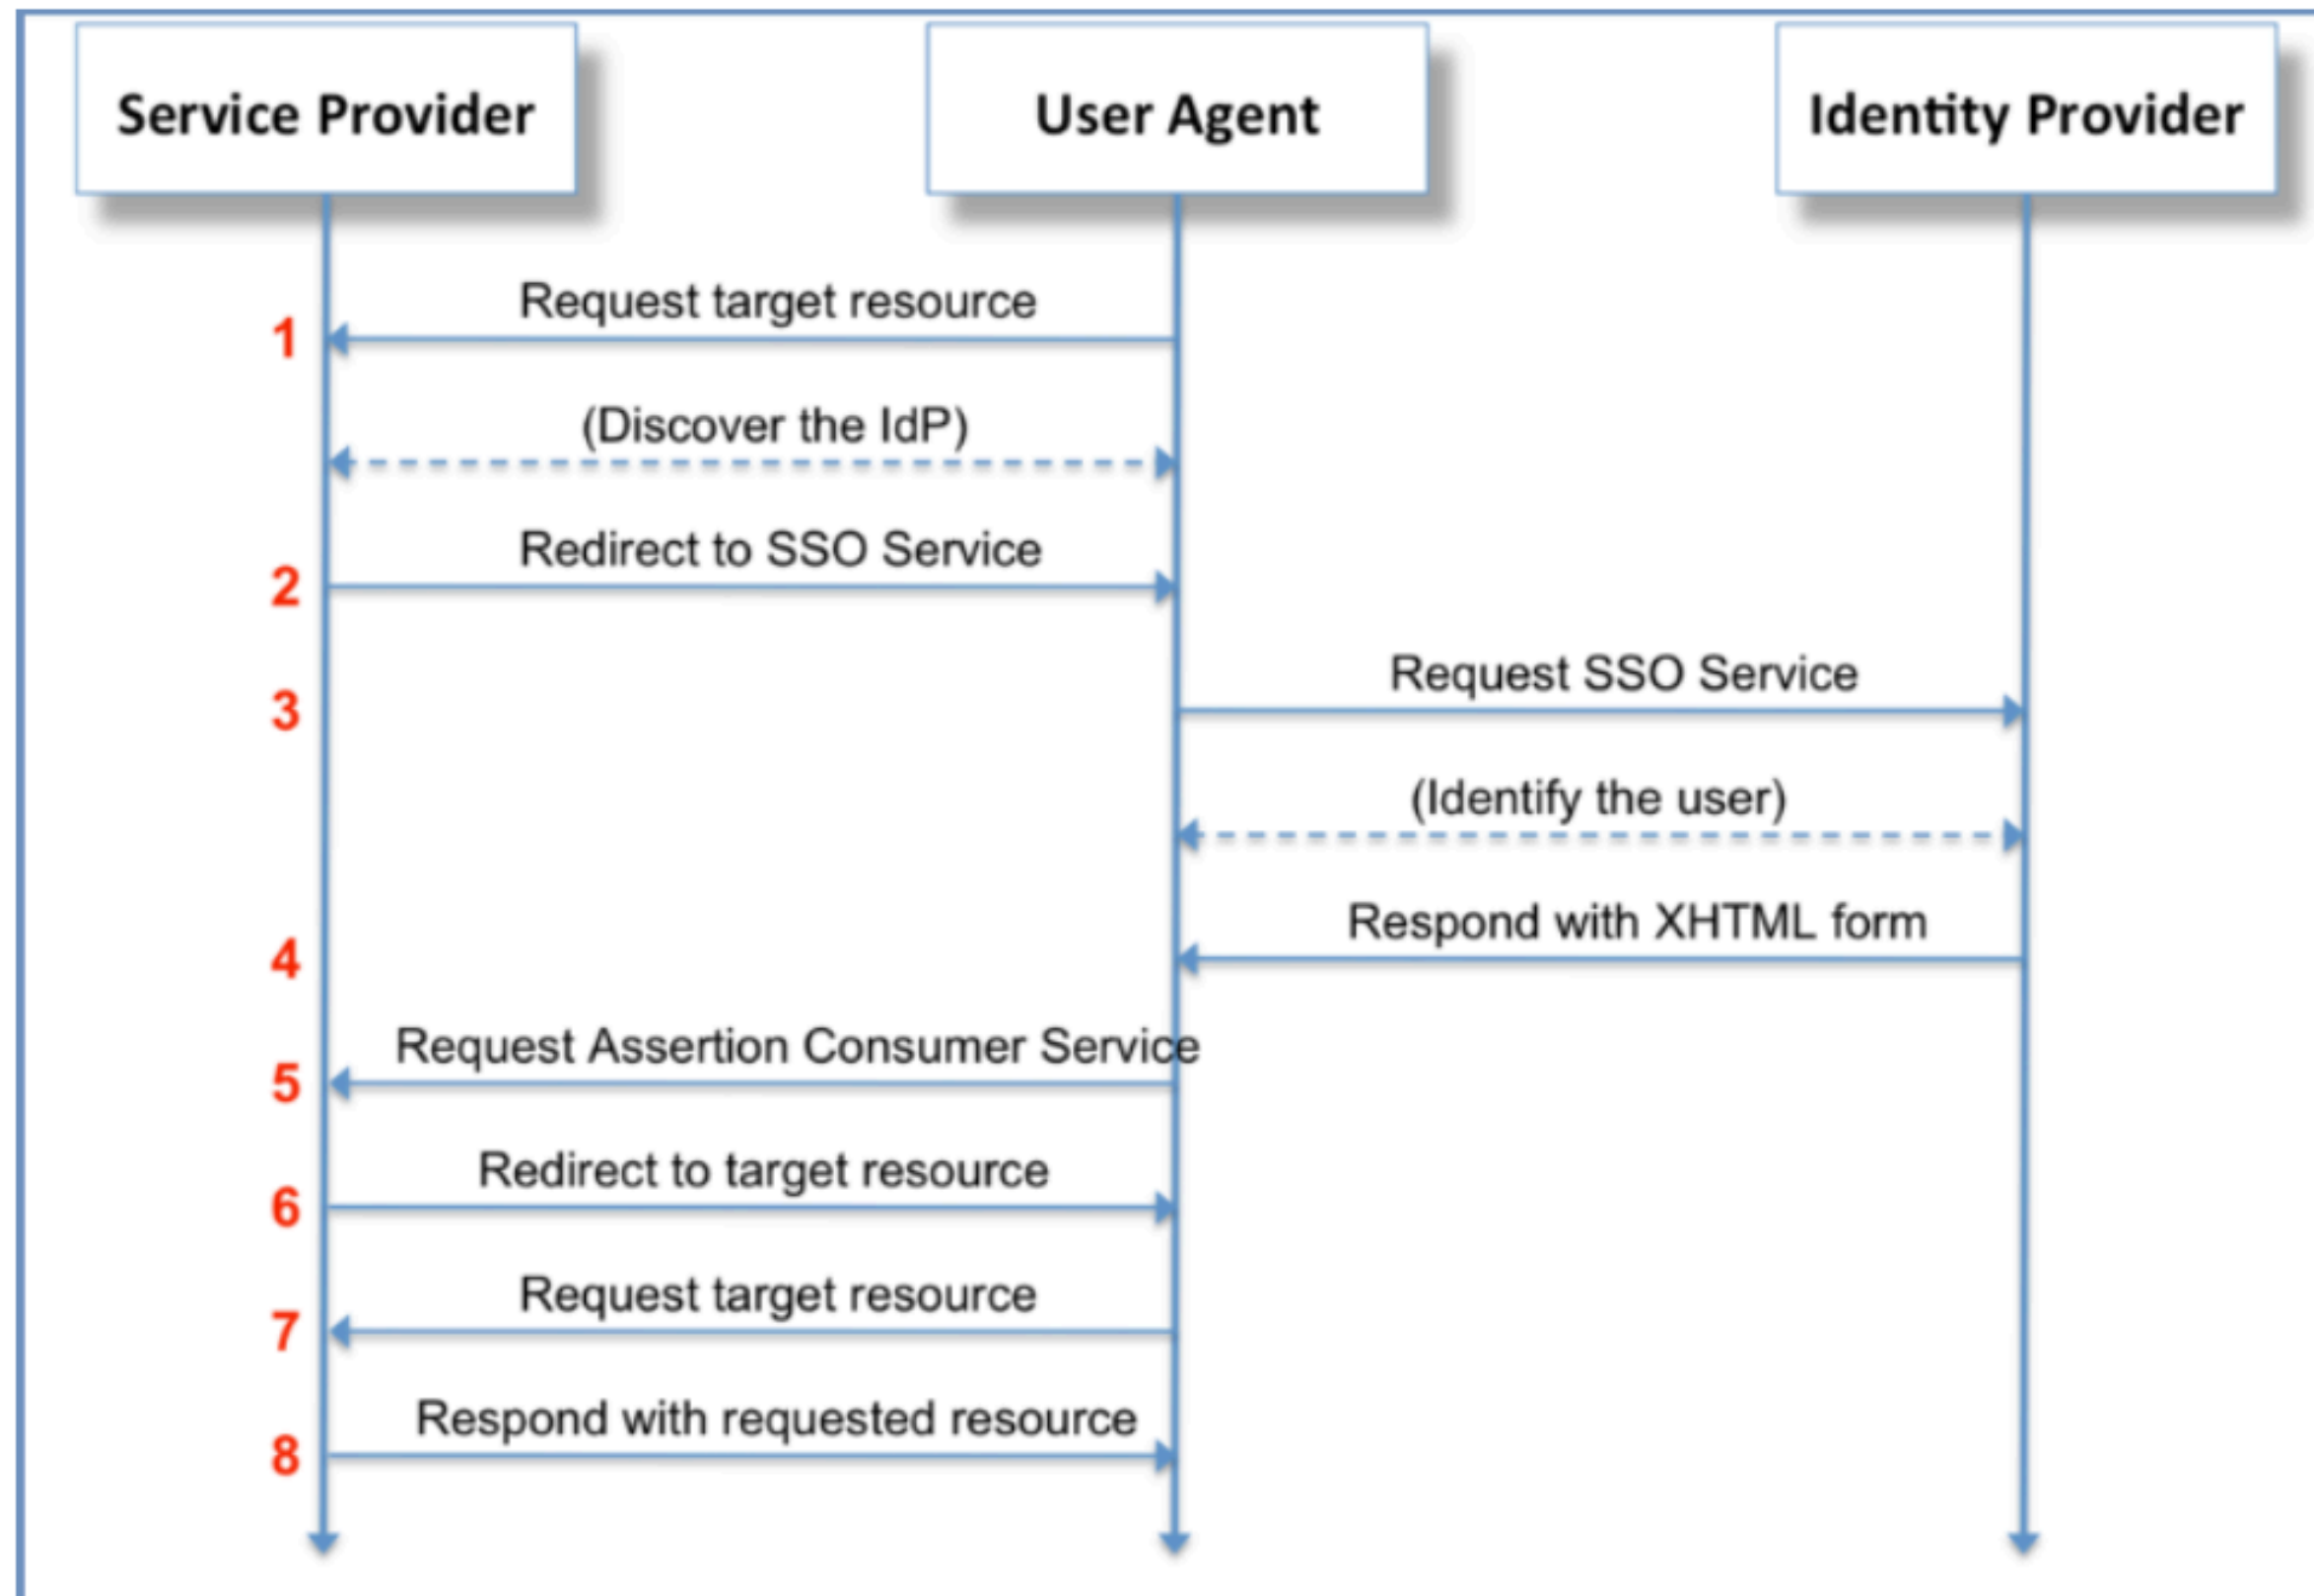 Service Provider
User Agent
Identity Provider
1
Request target resource
(Discover the IdP)
2
Redirect to SSO Service
3
Request SSO Service
(Identify the user)
4
Respond with XHTML form
5
Request Assertion Consumer Service
6
Redirect to target resource
7
Request target resource
8
Respond with requested resource